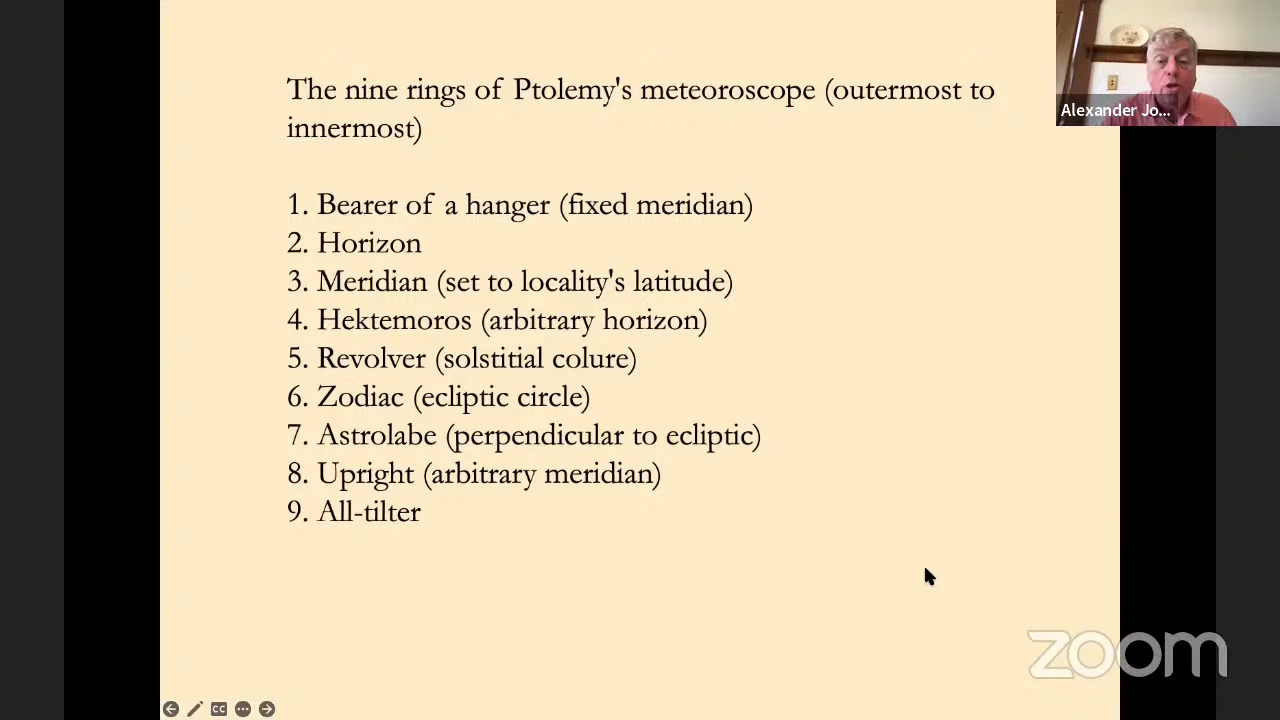 The nine rings of Ptolemy's meteoroscope (outermost to
innermost)
1. Bearer of a hanger (fixed meridian)
2. Horizon
3. Meridian (set to locality's latitude)
4. Hektemoros (arbitrary horizon)
5. Revolver (solstitial colure)
6. Zodiac (ecliptic circle)
7. Astrolabe (perpendicular to ecliptic)
8. Upright (arbitrary meridian)
9. All-tilter
Alexander Jo...
zoom
CC